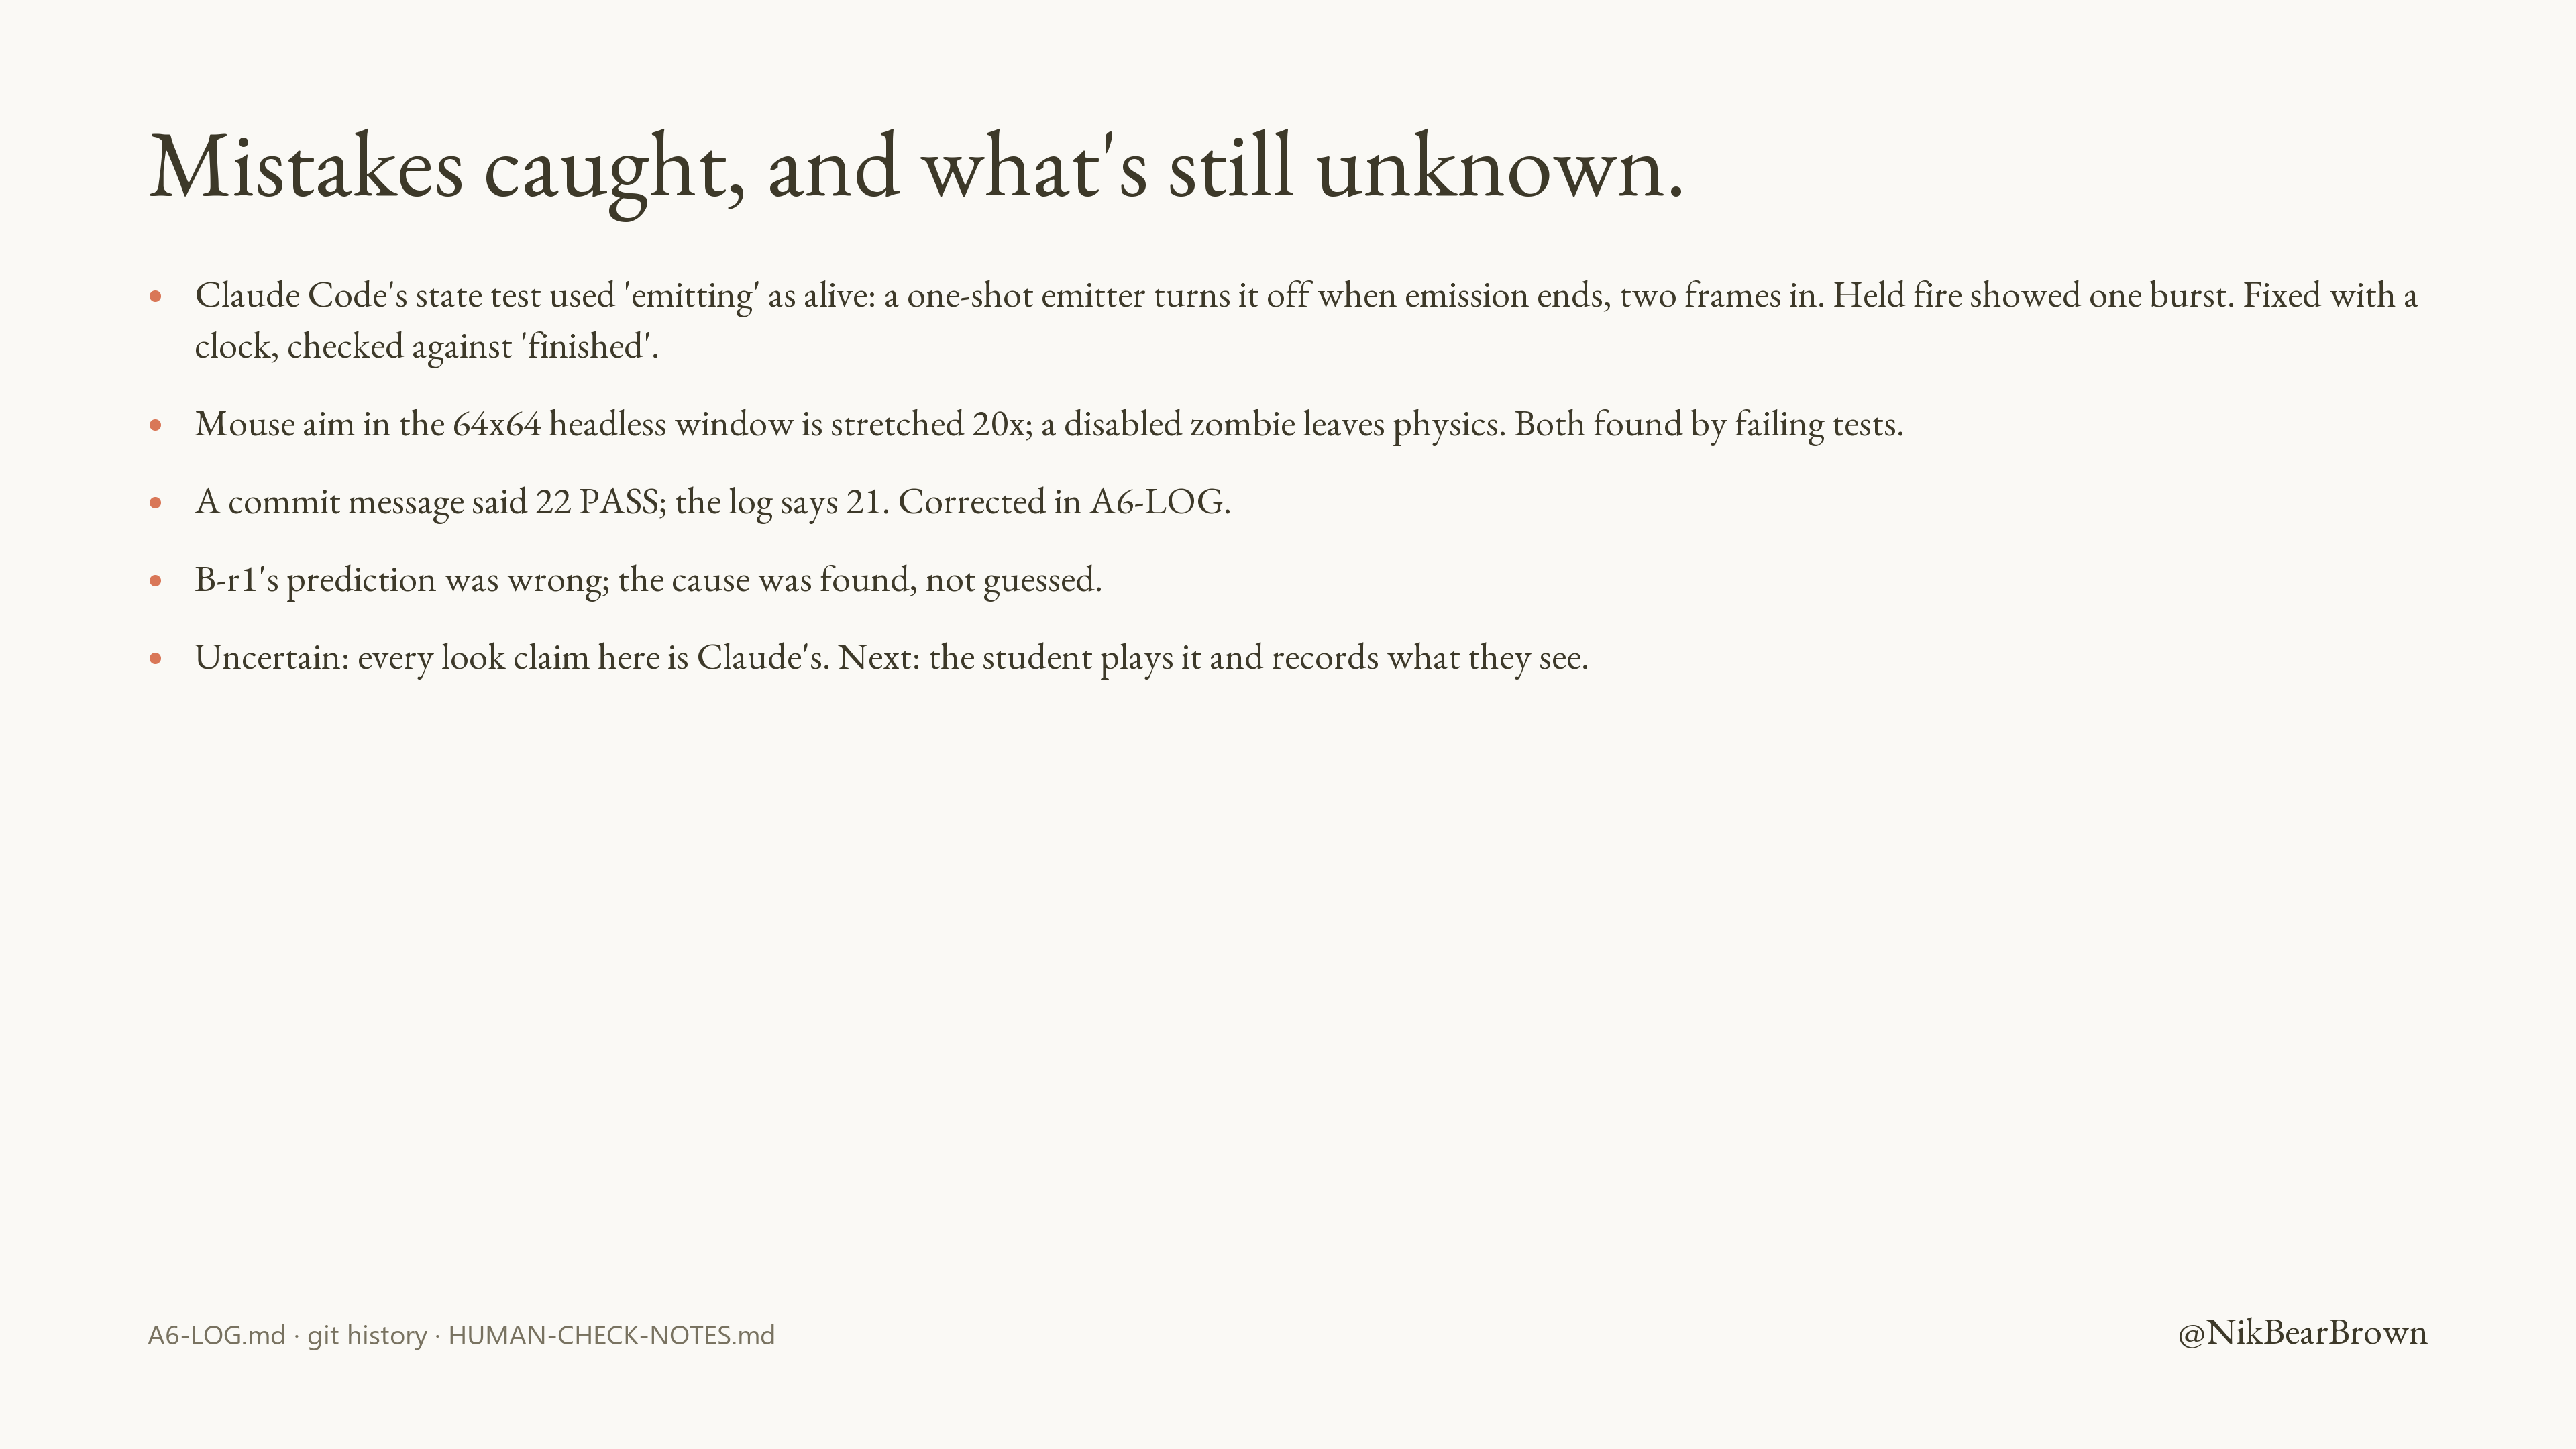 Mistakes caught, and what's still unknown.
• Claude Code's state test used 'emitting' as alive: a one-shot emitter turns it off when emission ends, two frames in. Held fire showed one burst. Fixed with a
clock, checked against 'finished'.
• Mouse aim in the 64x64 headless window is stretched 20x; a disabled zombie leaves physics. Both found by failing tests.
• A commit message said 22 PASS; the log says 21. Corrected in A6-LOG.
• B-r1's prediction was wrong; the cause was found, not guessed.
• Uncertain: every look claim here is Claude's. Next: the student plays it and records what they see.
A6-LOG.md · git history · HUMAN-CHECK-NOTES.md
@NikBearBrown